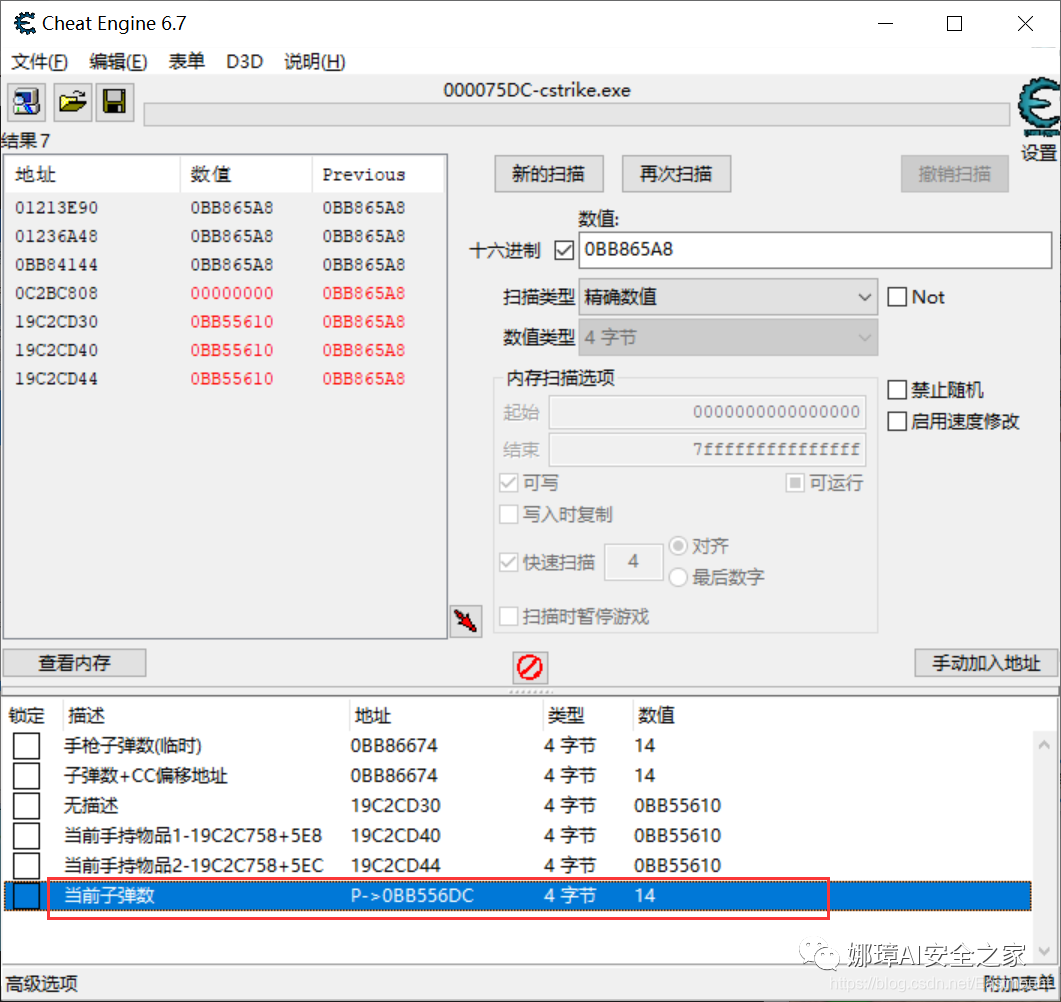 Cheat Engine 6.7
文件(F) 编辑(E) 表单 D3D 说明(H)
000075DC-cstrike.exe
设置
结果7
地址 数值 Previous
01213E90 0BB865A8 0BB865A8
01236A48 0BB865A8 0BB865A8
0BB84144 0BB865A8 0BB865A8
0C2BC808 00000000 0BB865A8
19C2CD30 0BB55610 0BB865A8
19C2CD40 0BB55610 0BB865A8
19C2CD44 0BB55610 0BB865A8
新的扫描 再次扫描 撤销扫描
数值:
十六进制 0BB865A8
扫描类型 精确数值 Not
数值类型 4 字节
内存扫描选项
起始 0000000000000000
结束 7fffffffffffffff
可写 可运行
写入时复制
快速扫描 4 对齐
最后数字
扫描时暂停游戏
禁止随机
启用速度修改
查看内存 手动加入地址
锁定 描述 地址 类型 数值
手枪子弹数(临时) 0BB86674 4 字节 14
子弹数+CC偏移地址 0BB86674 4 字节 14
无描述 19C2CD30 4 字节 0BB55610
当前手持物品1-19C2C758+5E8 19C2CD40 4 字节 0BB55610
当前手持物品2-19C2C758+5EC 19C2CD44 4 字节 0BB55610
当前子弹数 P->0BB556DC 4 字节 14
娜璋AI安全之家
高级选项 附加表单